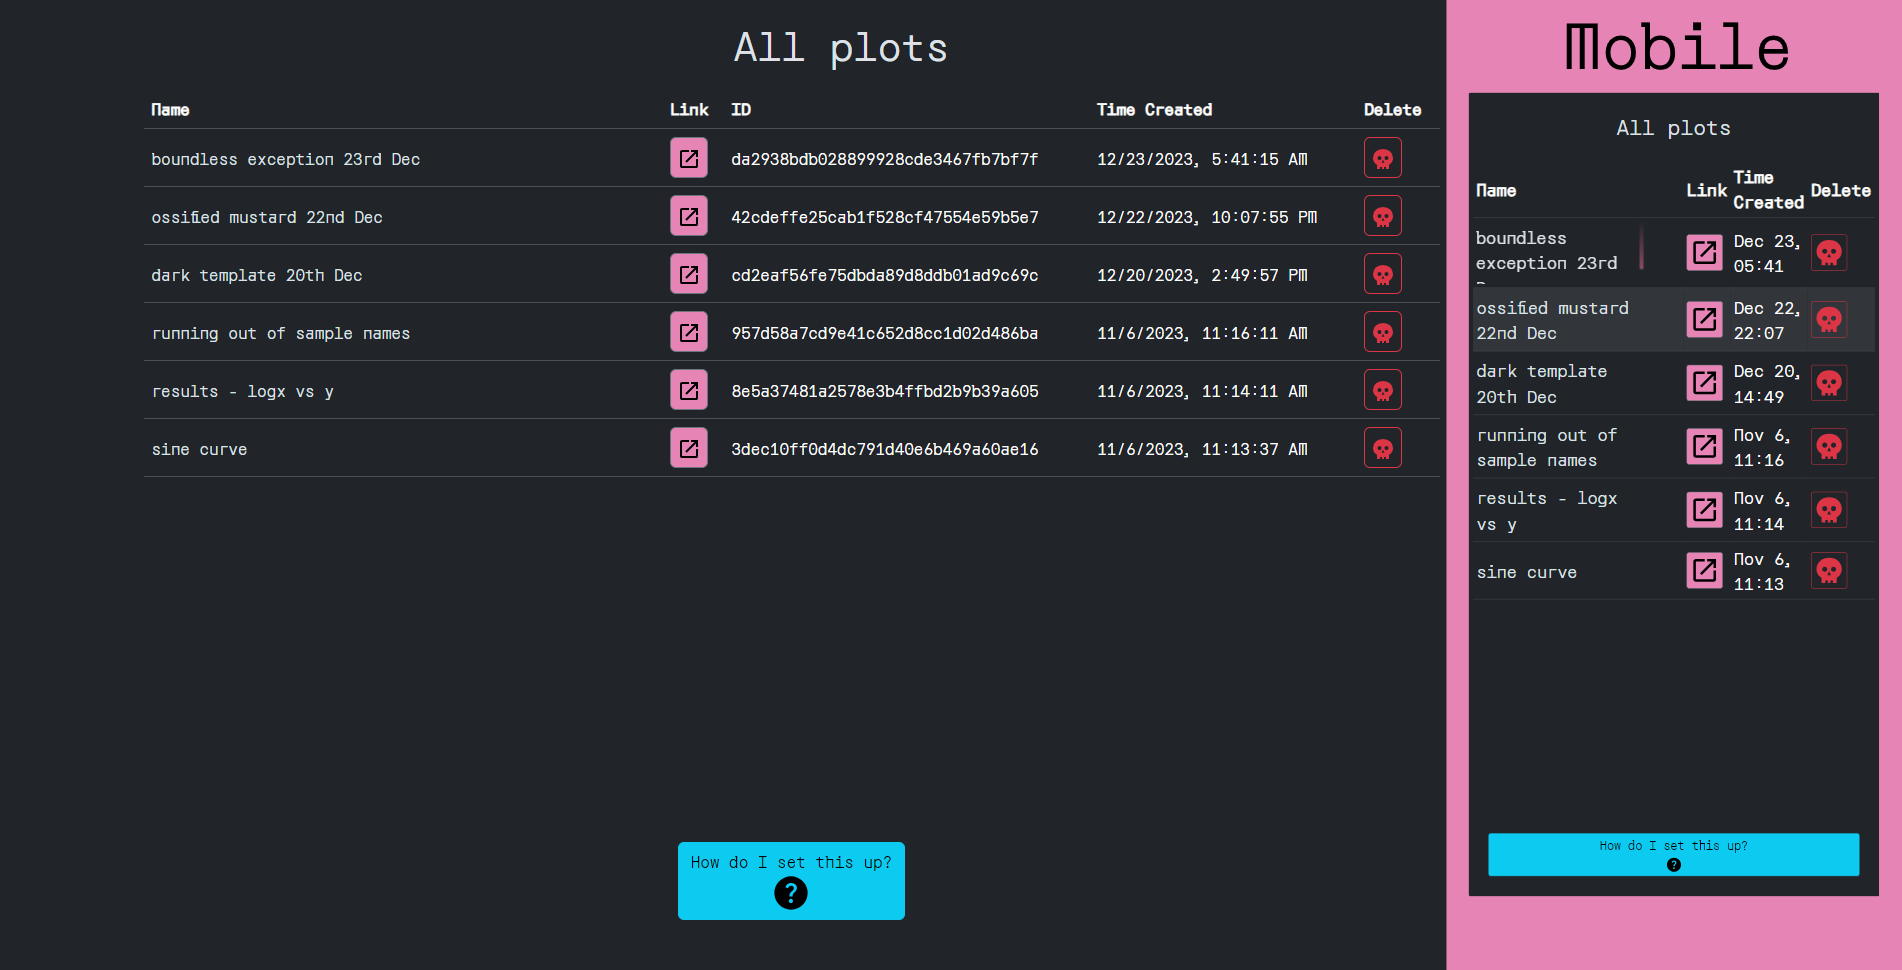 All plots
Name Link ID Time Created Delete
boundless exception 23rd Dec da2938bdb028899928cde3467fb7bf7f 12/23/2023, 5:41:15 AM
ossified mustard 22nd Dec 42cdeffe25cab1f528cf47554e59b5e7 12/22/2023, 10:07:55 PM
dark template 20th Dec cd2eaf56fe75dbda89d8ddb01ad9c69c 12/20/2023, 2:49:57 PM
running out of sample names 957d58a7cd9e41c652d8cc1d02d486ba 11/6/2023, 11:16:11 AM
results - logx vs y 8e5a37481a2578e3b4ffbd2b9b39a605 11/6/2023, 11:14:11 AM
sine curve 3dec10ff0d4dc791d40e6b469a60ae16 11/6/2023, 11:13:37 AM
How do I set this up?
?
Mobile
All plots
Name Link Time Created Delete
boundless Dec 23,
exception 23rd 05:41
ossified mustard Dec 22,
22nd Dec 22:07
dark template Dec 20,
20th Dec 14:49
running out of Nov 6,
sample names 11:16
results - logx Nov 6,
vs y 11:14
sine curve Nov 6,
11:13
How do I set this up?
?